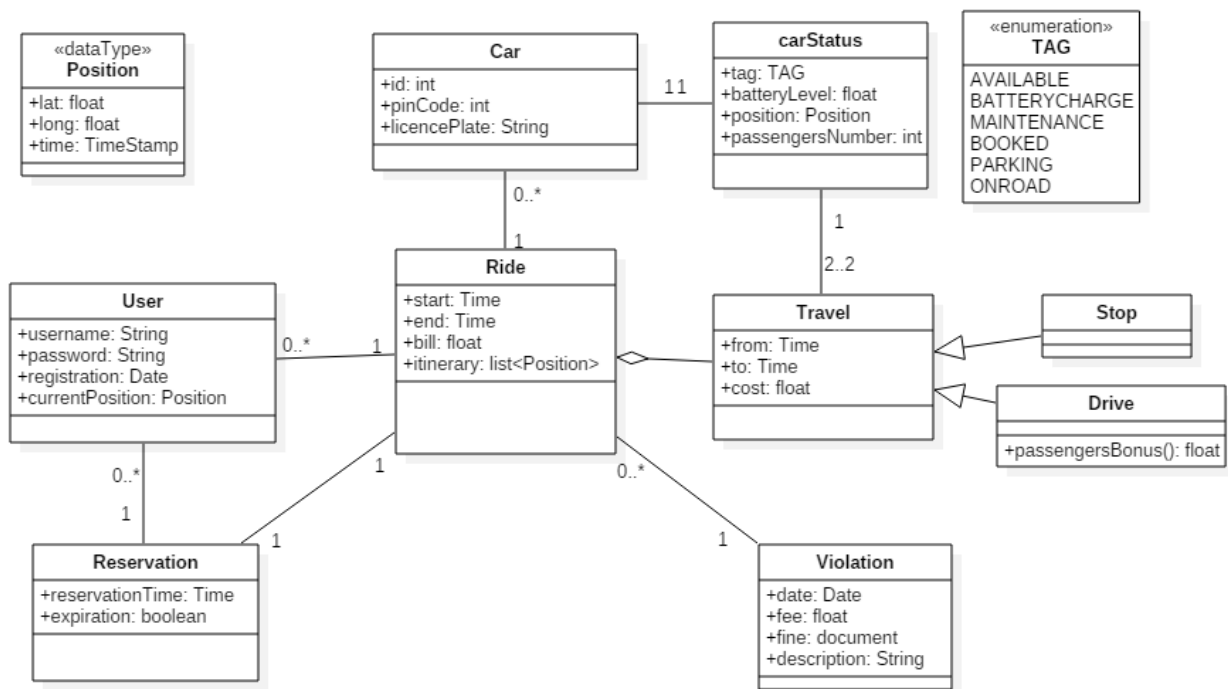 «dataType»
Position
+lat: float
+long: float
+time: TimeStamp
Car
+id: int
+pinCode: int
+licencePlate: String
11
carStatus
+tag: TAG
+batteryLevel: float
+position: Position
+passengersNumber: int
«enumeration»
TAG
AVAILABLE
BATTERYCHARGE
MAINTENANCE
BOOKED
PARKING
ONROAD
0..*
1
1
2..2
User
+username: String
+password: String
+registration: Date
+currentPosition: Position
0..*
1
Ride
+start: Time
+end: Time
+bill: float
+itinerary: list<Position>
Travel
+from: Time
+to: Time
+cost: float
Stop
Drive
+passengersBonus(): float
0..*
1
1
1
0..*
1
Reservation
+reservationTime: Time
+expiration: boolean
Violation
+date: Date
+fee: float
+fine: document
+description: String